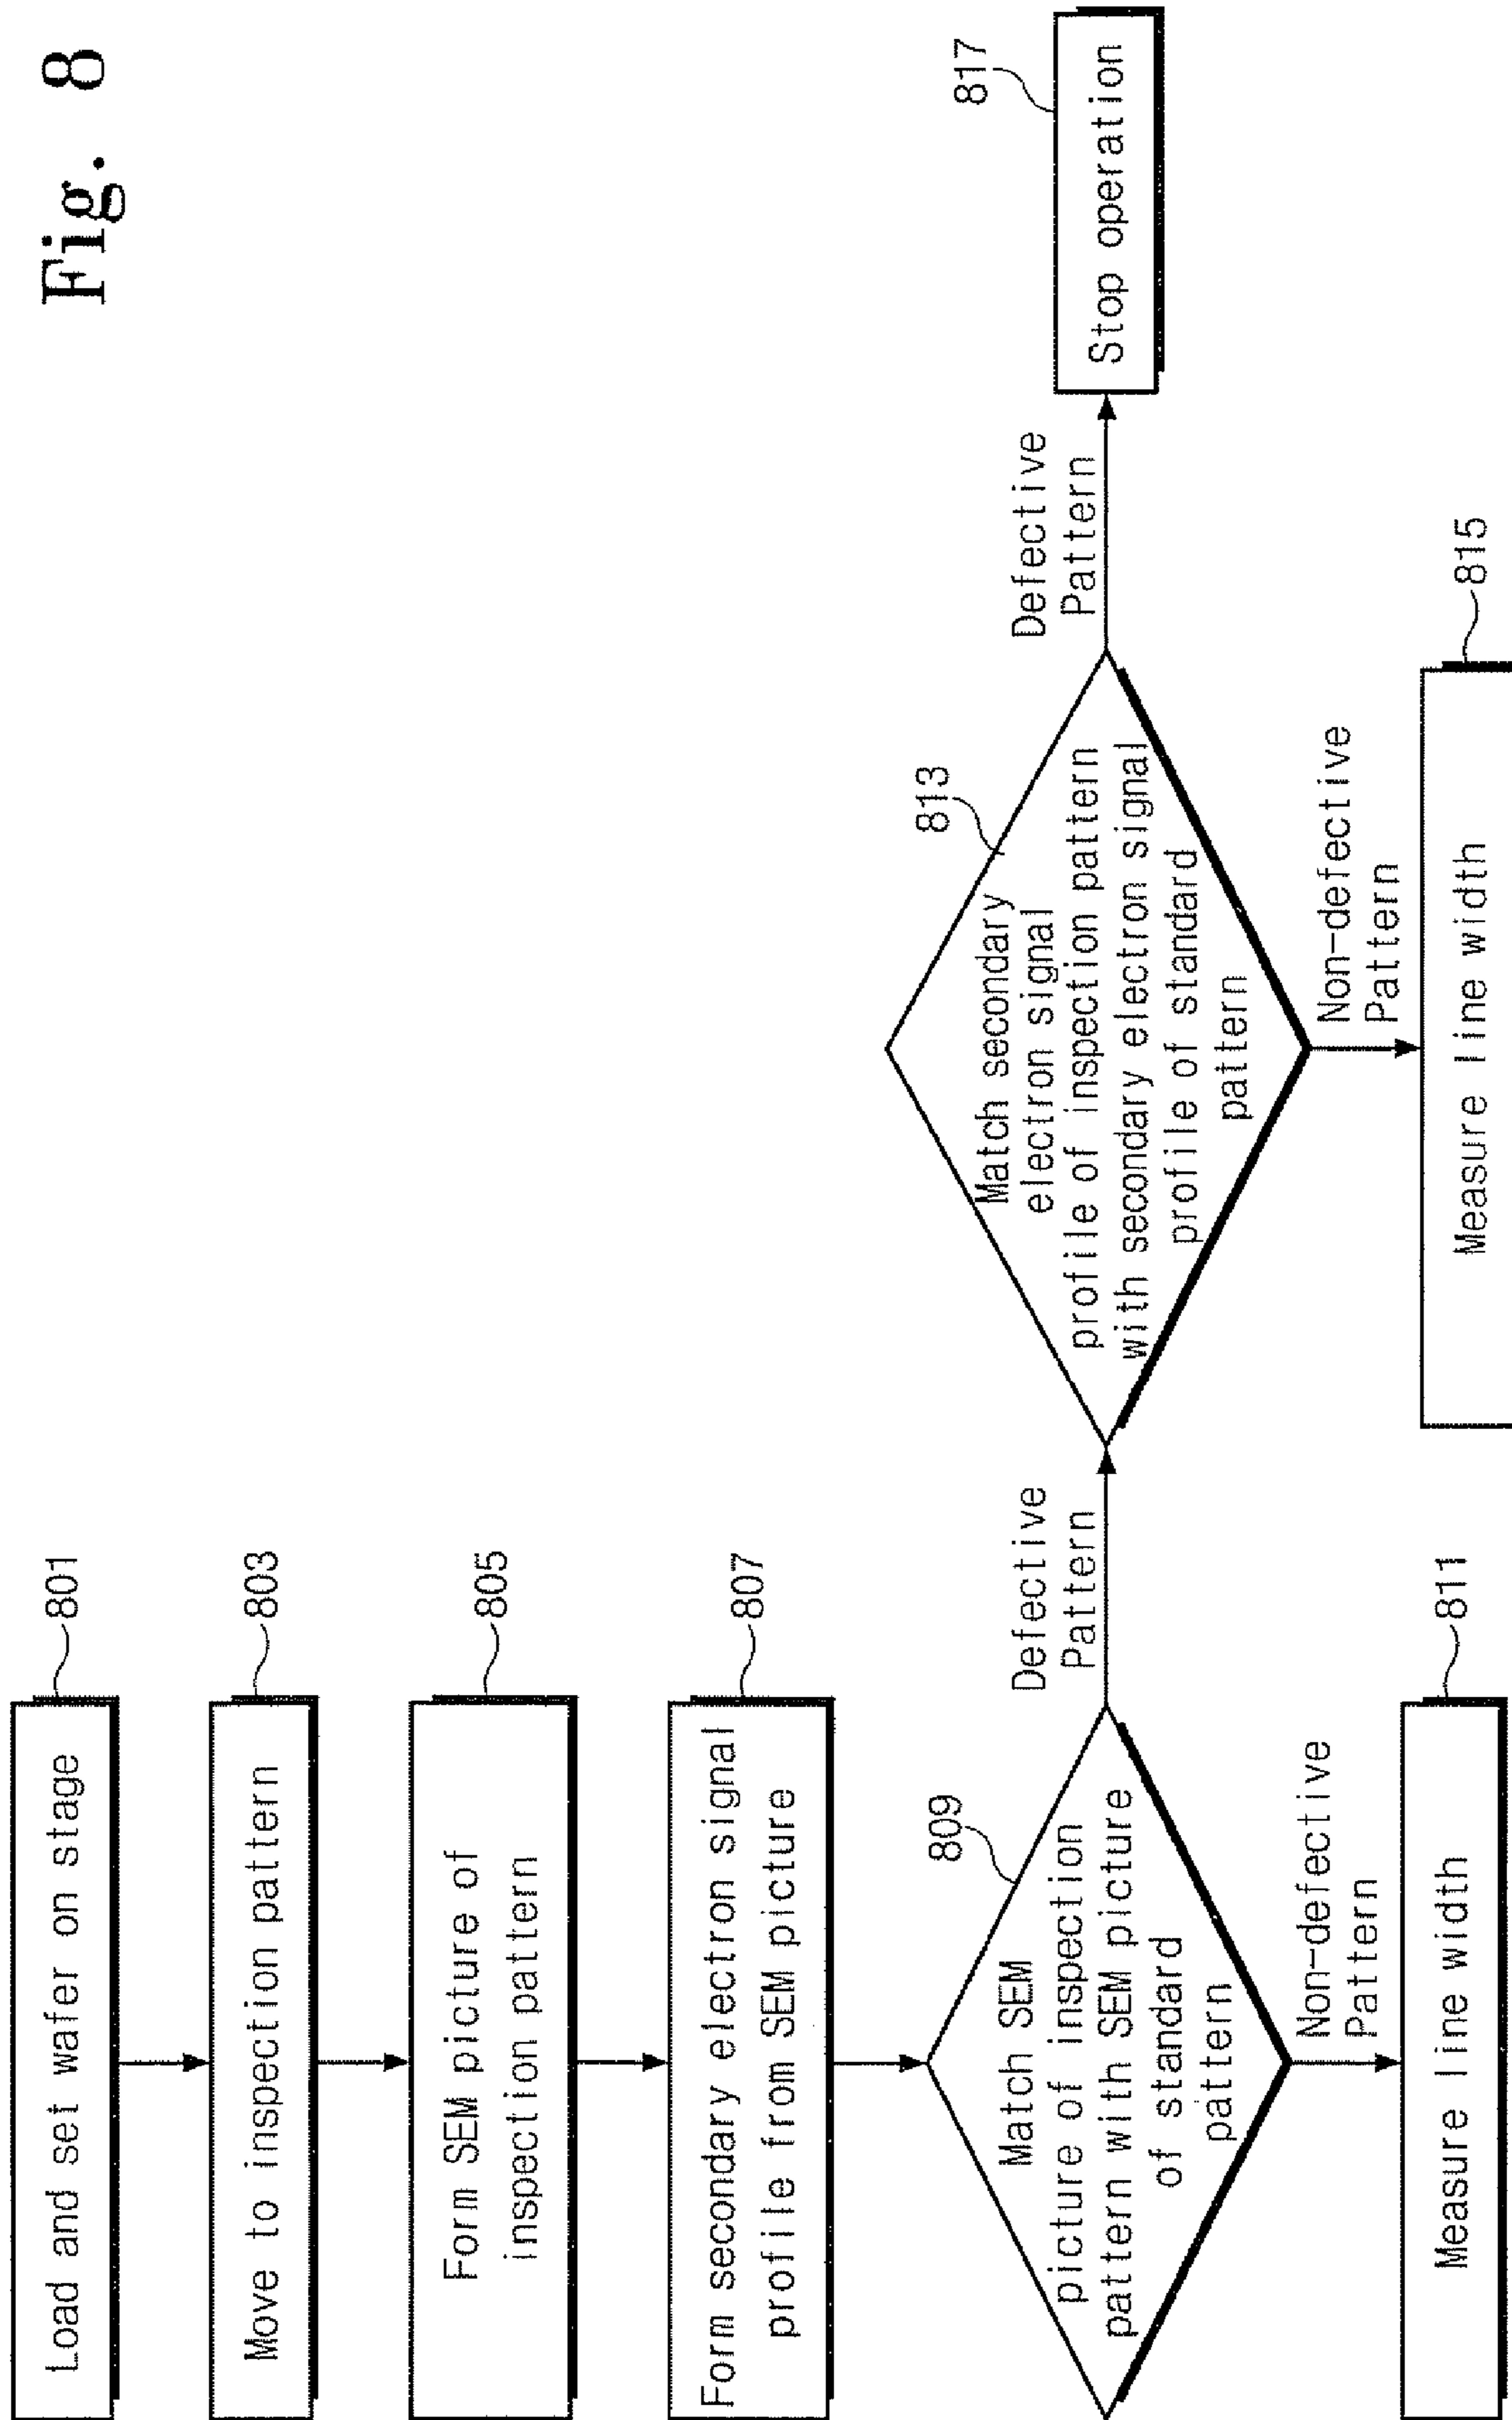 Fig. 8
Load and set wafer on stage
801
Move to inspection pattern
803
Form SEM picture of
inspection pattern
805
Form secondary electron signal
profile from SEM picture
807
Match SEM
picture of inspection
pattern with SEM picture
of standard
pattern
809
Defective
Pattern
Non-defective
Pattern
Measure line width
811
Match secondary
electron signal
profile of inspection pattern
with secondary electron signal
profile of standard
pattern
813
Defective
Pattern
Non-defective
Pattern
Measure line width
815
Stop operation
817